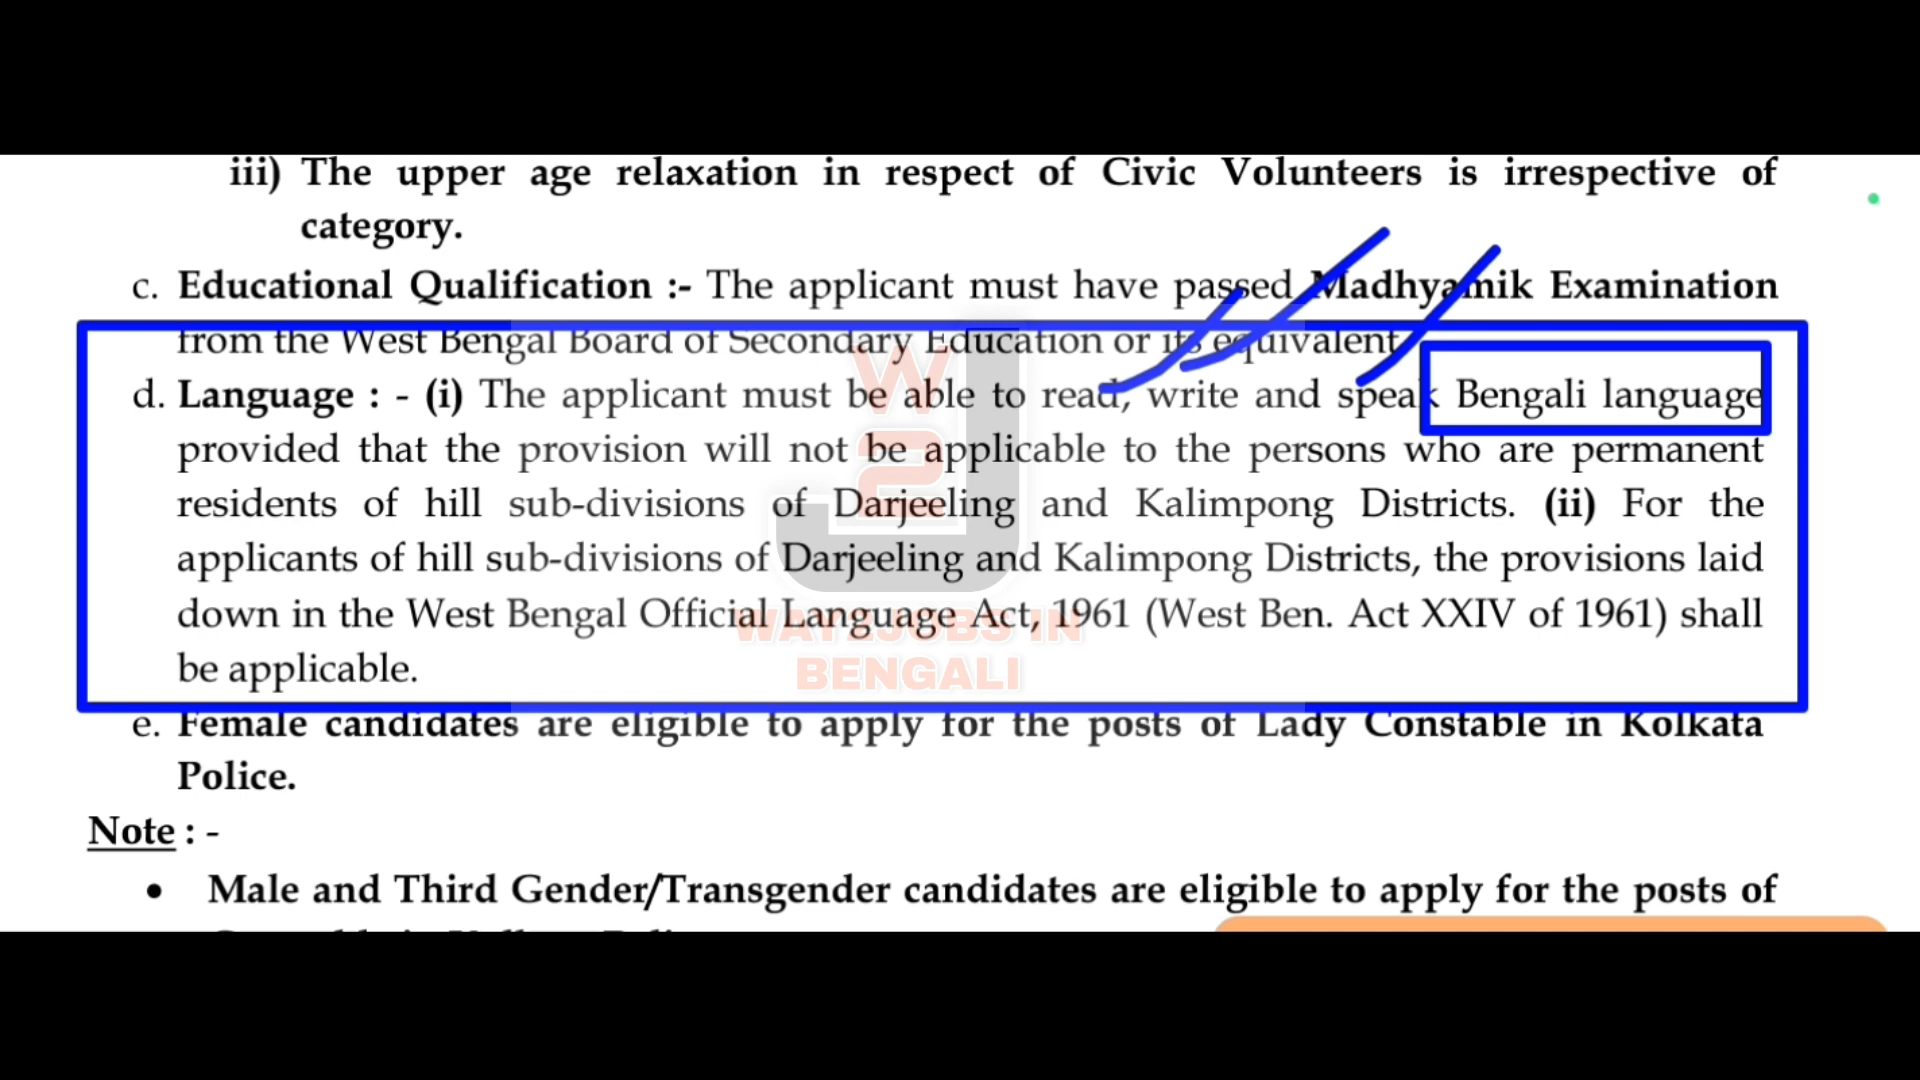 iii) The upper age relaxation in respect of Civic Volunteers is irrespective of
category.
c. Educational Qualification :- The applicant must have passed Madhyamik Examination
from the West Bengal Board of Secondary Education or its equivalent
d. Language : - (i) The applicant must be able to read, write and speak Bengali language
provided that the provision will not be applicable to the persons who are permanent
residents of hill sub-divisions of Darjeeling and Kalimpong Districts. (ii) For the
applicants of hill sub-divisions of Darjeeling and Kalimpong Districts, the provisions laid
down in the West Bengal Official Language Act, 1961 (West Ben. Act XXIV of 1961) shall
be applicable.
e. Female candidates are eligible to apply for the posts of Lady Constable in Kolkata
Police.
Note : -
• Male and Third Gender/Transgender candidates are eligible to apply for the posts of
W
2
J
WAY2JOBS IN
BENGALI